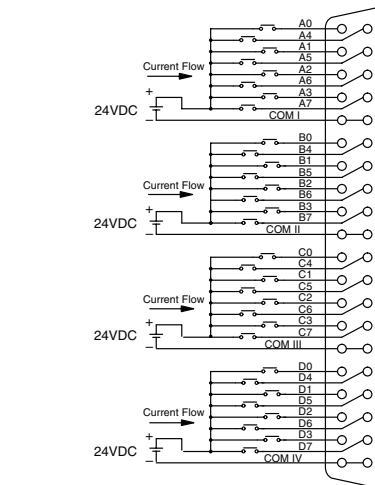 A0
A4
A1
A5
Current Flow
A2
A6
A3
+
A7
24VDC
COM I
−
B0
B4
B1
B5
Current Flow
B2
B6
B3
+
B7
24VDC
COM II
−
C0
C4
C1
C5
Current Flow
C2
C6
C3
+
C7
24VDC
COM III
−
D0
D4
D1
D5
Current Flow
D2
D6
D3
+
D7
24VDC
COM IV
−